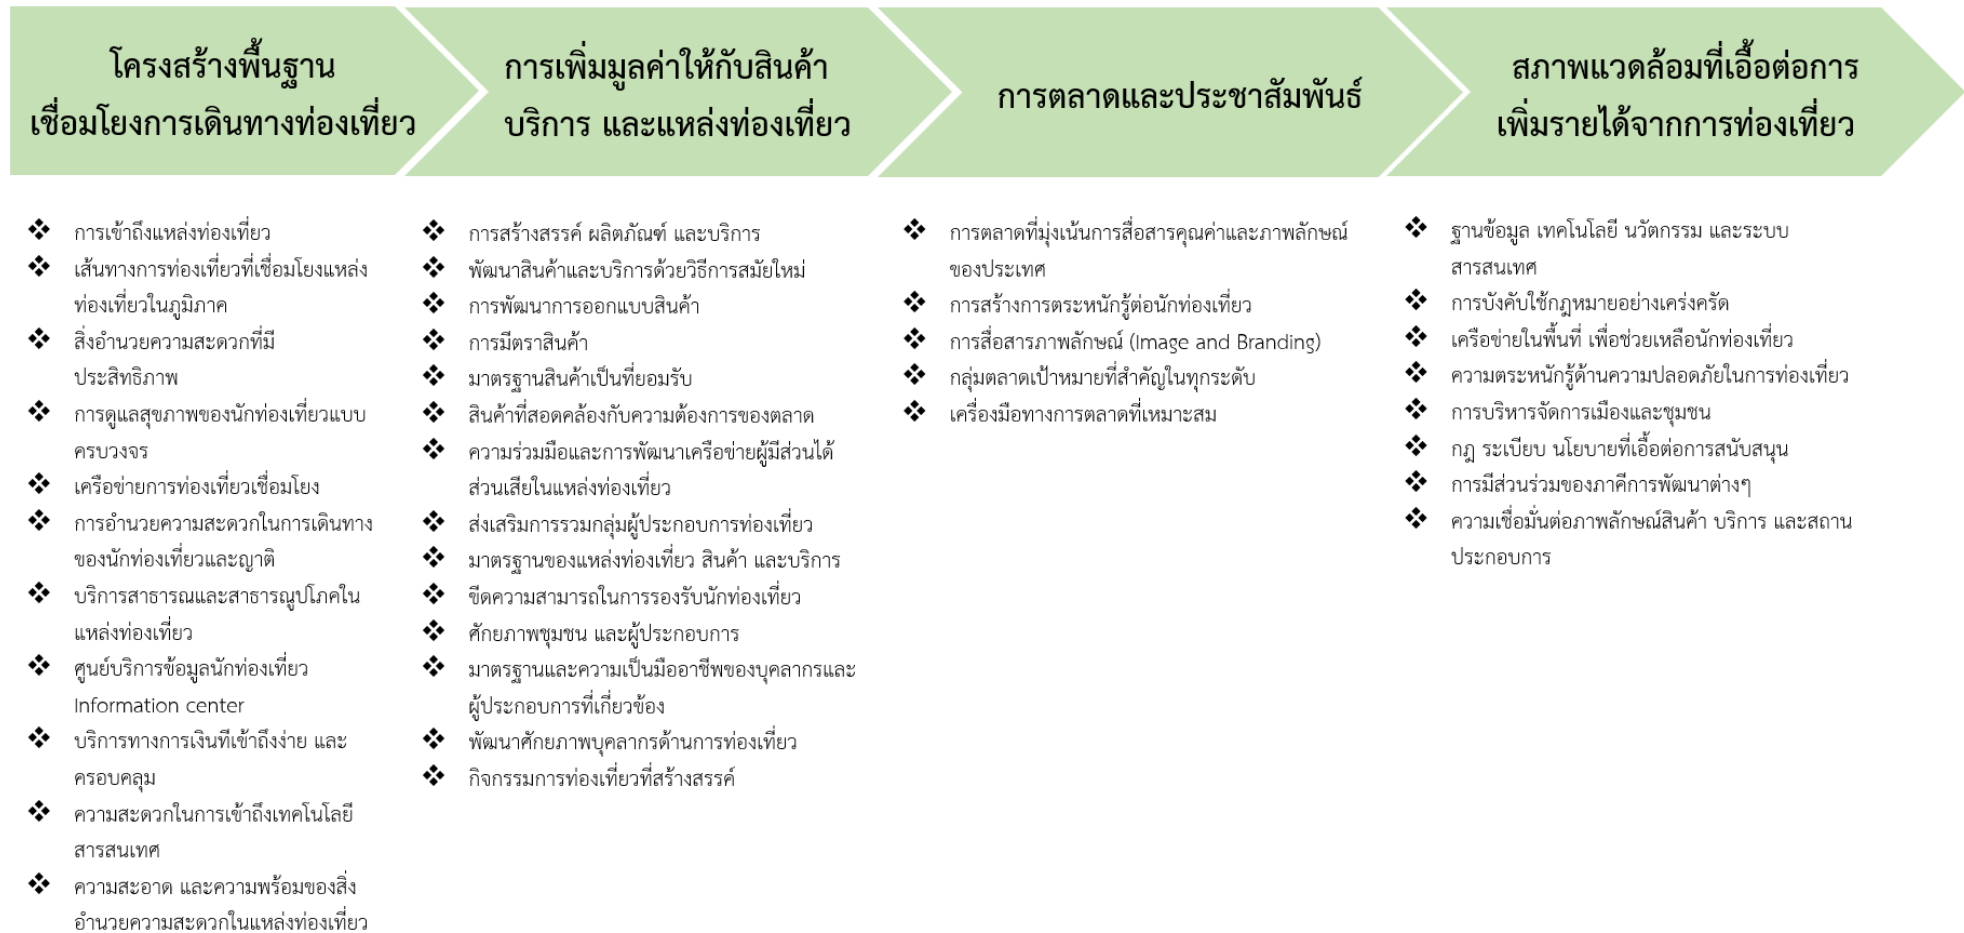 โครงสร้างพื้นฐาน
เชื่อมโยงการเดินทางท่องเที่ยว
การเพิ่มมูลค่าให้กับสินค้า
บริการ และแหล่งท่องเที่ยว
การตลาดและประชาสัมพันธ์
สภาพแวดล้อมที่เอื้อต่อการ
เพิ่มรายได้จากการท่องเที่ยว
❖ การเข้าถึงแหล่งท่องเที่ยว
❖ เส้นทางการท่องเที่ยวที่เชื่อมโยงแหล่ง
ท่องเที่ยวในภูมิภาค
❖ สิ่งอำนวยความสะดวกที่มี
ประสิทธิภาพ
❖ การดูแลสุขภาพของนักท่องเที่ยวแบบ
ครบวงจร
❖ เครือข่ายการท่องเที่ยวเชื่อมโยง
❖ การอำนวยความสะดวกในการเดินทาง
ของนักท่องเที่ยวและญาติ
❖ บริการสาธารณและสาธารณูปโภคใน
แหล่งท่องเที่ยว
❖ ศูนย์บริการข้อมูลนักท่องเที่ยว
Information center
❖ บริการทางการเงินทีเข้าถึงง่าย และ
ครอบคลุม
❖ ความสะดวกในการเข้าถึงเทคโนโลยี
สารสนเทศ
❖ ความสะอาด และความพร้อมของสิ่ง
อำนวยความสะดวกในแหล่งท่องเที่ยว
❖ การสร้างสรรค์ ผลิตภัณฑ์ และบริการ
❖ พัฒนาสินค้าและบริการด้วยวิธีการสมัยใหม่
❖ การพัฒนาการออกแบบสินค้า
❖ การมีตราสินค้า
❖ มาตรฐานสินค้าเป็นที่ยอมรับ
❖ สินค้าที่สอดคล้องกับความต้องการของตลาด
❖ ความร่วมมือและการพัฒนาเครือข่ายผู้มีส่วนได้
ส่วนเสียในแหล่งท่องเที่ยว
❖ ส่งเสริมการรวมกลุ่มผู้ประกอบการท่องเที่ยว
❖ มาตรฐานของแหล่งท่องเที่ยว สินค้า และบริการ
❖ ขีดความสามารถในการรองรับนักท่องเที่ยว
❖ ศักยภาพชุมชน และผู้ประกอบการ
❖ มาตรฐานและความเป็นมืออาชีพของบุคลากรและ
ผู้ประกอบการที่เกี่ยวข้อง
❖ พัฒนาศักยภาพบุคลากรด้านการท่องเที่ยว
❖ กิจกรรมการท่องเที่ยวที่สร้างสรรค์
❖ การตลาดที่มุ่งเน้นการสื่อสารคุณค่าและภาพลักษณ์
ของประเทศ
❖ การสร้างการตระหนักรู้ต่อนักท่องเที่ยว
❖ การสื่อสารภาพลักษณ์ (Image and Branding)
❖ กลุ่มตลาดเป้าหมายที่สำคัญในทุกระดับ
❖ เครื่องมือทางการตลาดที่เหมาะสม
❖ ฐานข้อมูล เทคโนโลยี นวัตกรรม และระบบ
สารสนเทศ
❖ การบังคับใช้กฎหมายอย่างเคร่งครัด
❖ เครือข่ายในพื้นที่ เพื่อช่วยเหลือนักท่องเที่ยว
❖ ความตระหนักรู้ด้านความปลอดภัยในการท่องเที่ยว
❖ การบริหารจัดการเมืองและชุมชน
❖ กฎ ระเบียบ นโยบายที่เอื้อต่อการสนับสนุน
❖ การมีส่วนร่วมของภาคีการพัฒนาต่างๆ
❖ ความเชื่อมั่นต่อภาพลักษณ์สินค้า บริการ และสถาน
ประกอบการ